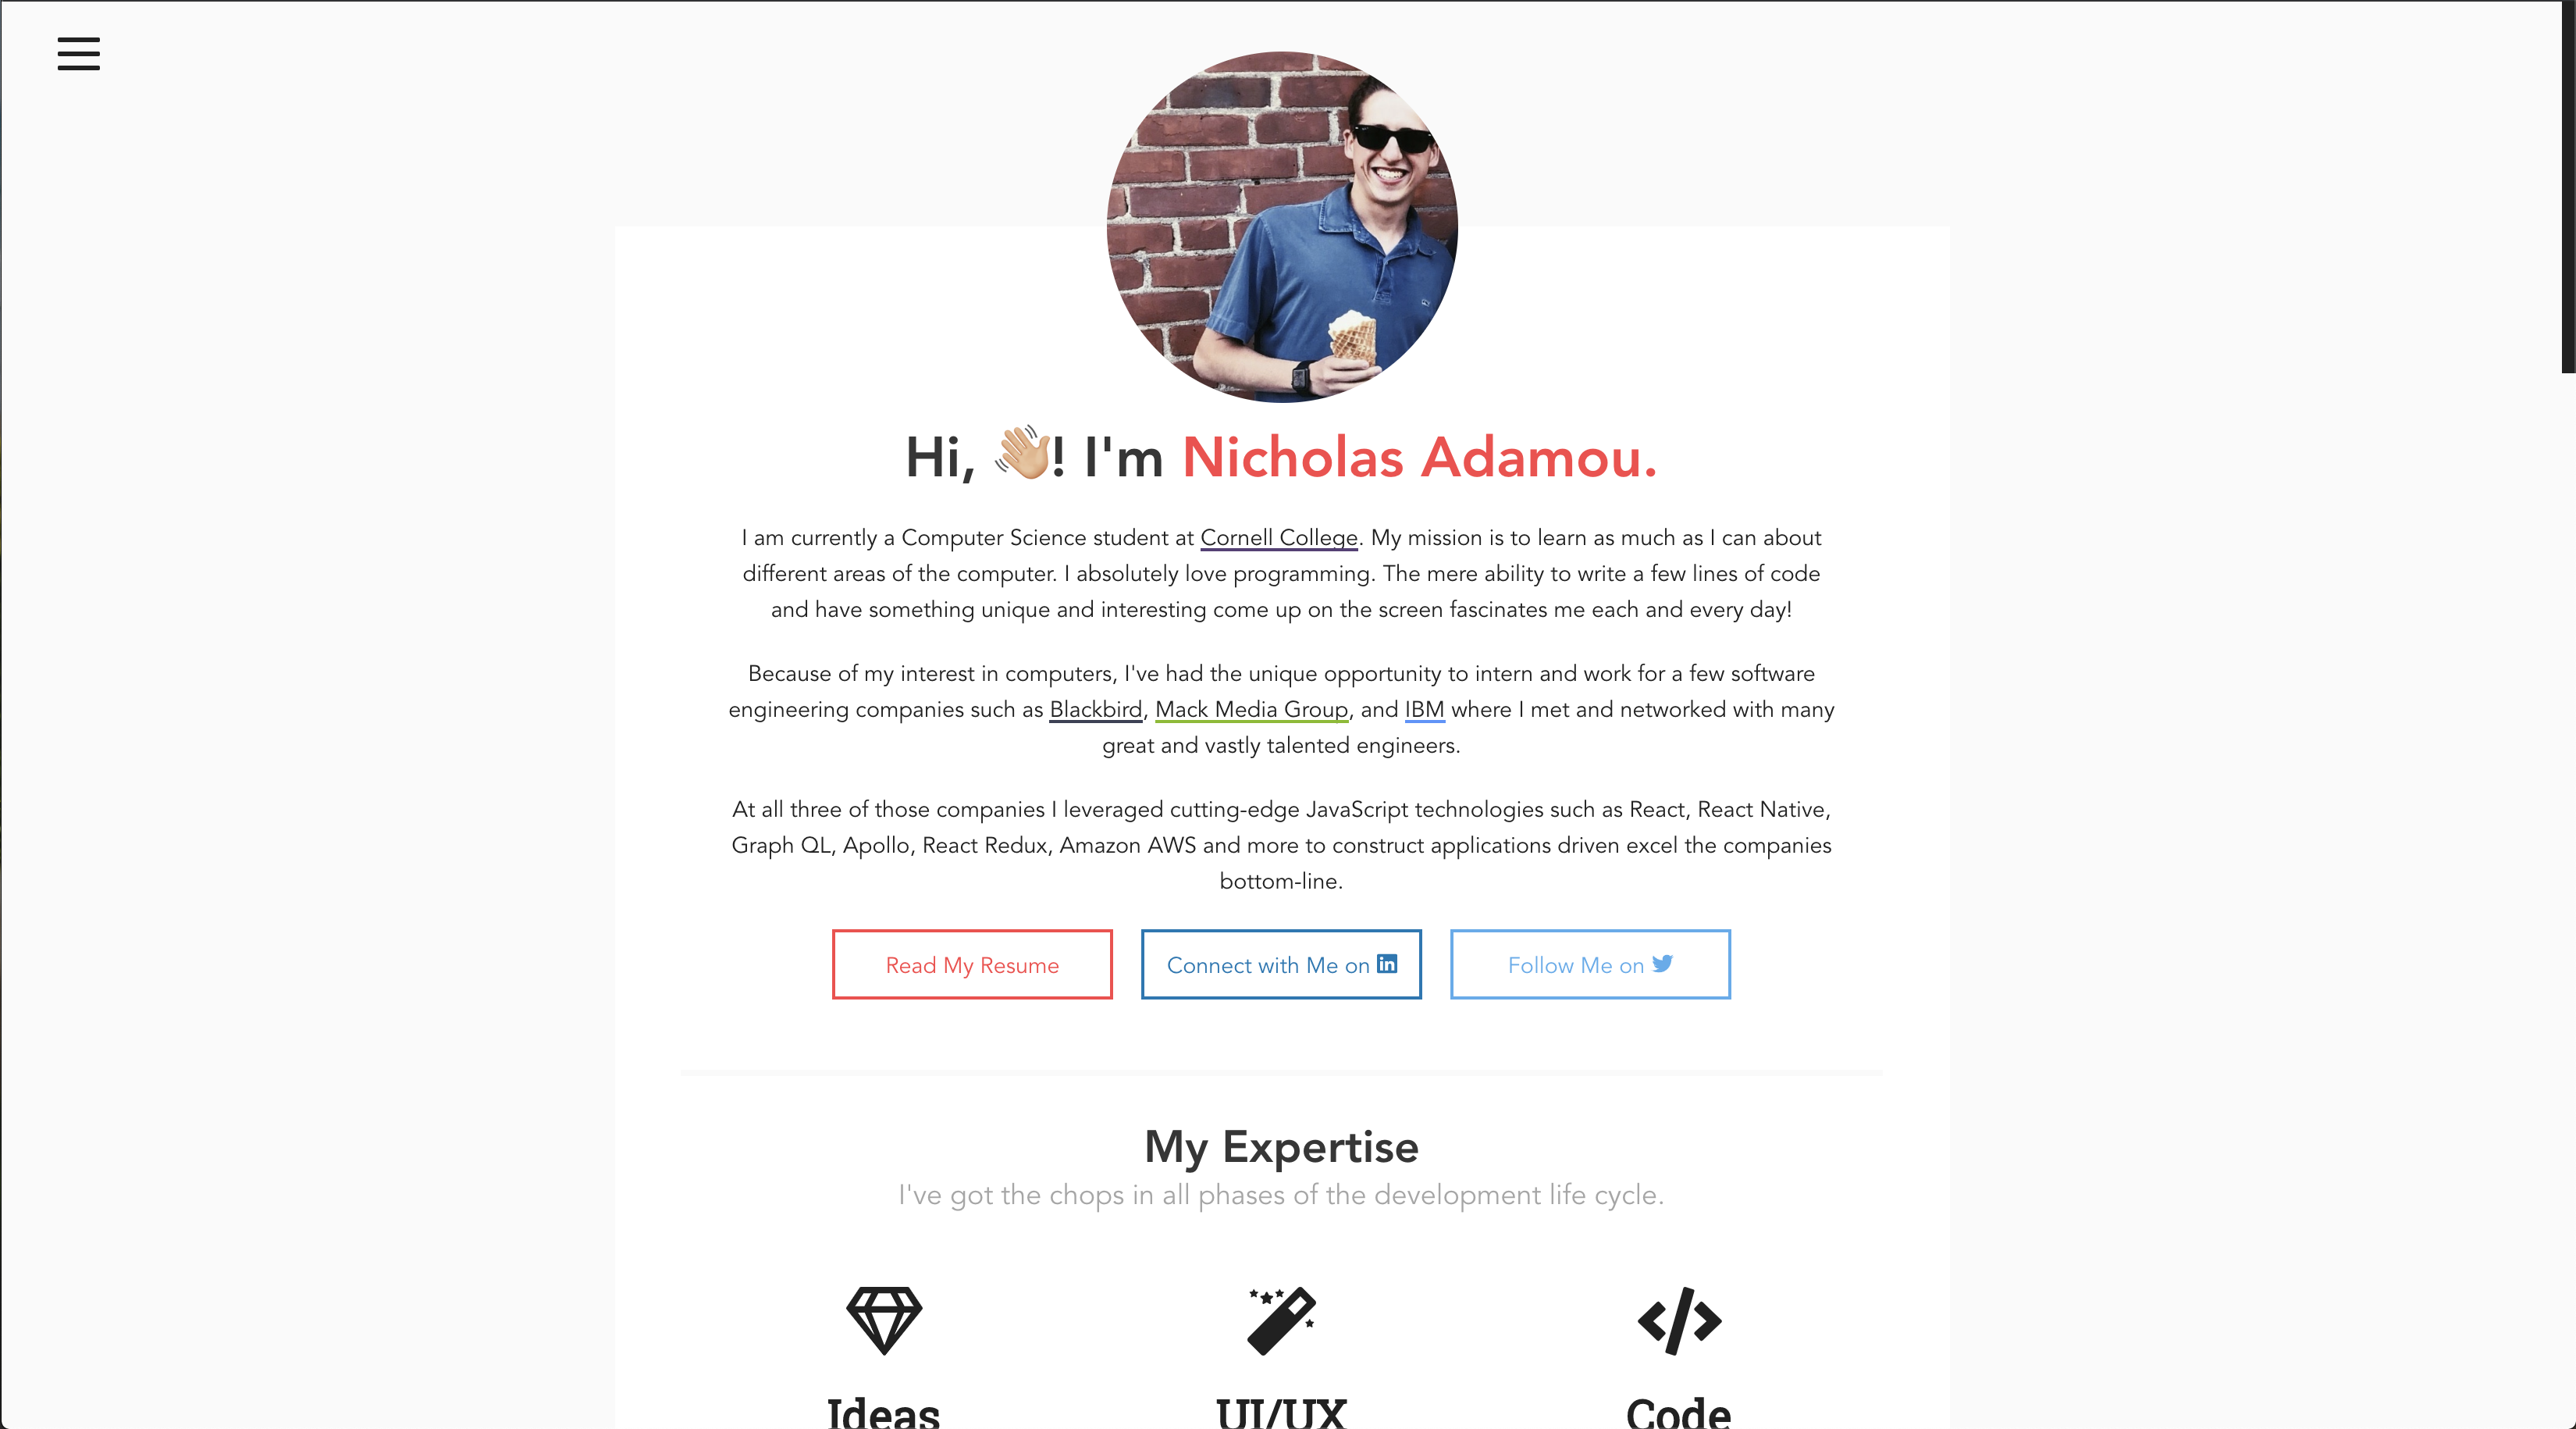 Hi, 👋🏼! I'm Nicholas Adamou.
I am currently a Computer Science student at Cornell College. My mission is to learn as much as I can about
different areas of the computer. I absolutely love programming. The mere ability to write a few lines of code
and have something unique and interesting come up on the screen fascinates me each and every day!
Because of my interest in computers, I've had the unique opportunity to intern and work for a few software
engineering companies such as Blackbird, Mack Media Group, and IBM where I met and networked with many
great and vastly talented engineers.
At all three of those companies I leveraged cutting-edge JavaScript technologies such as React, React Native,
Graph QL, Apollo, React Redux, Amazon AWS and more to construct applications driven excel the companies
bottom-line.
Read My Resume
Connect with Me on in
Follow Me on
My Expertise
I've got the chops in all phases of the development life cycle.
Ideas
UI/UX
Code